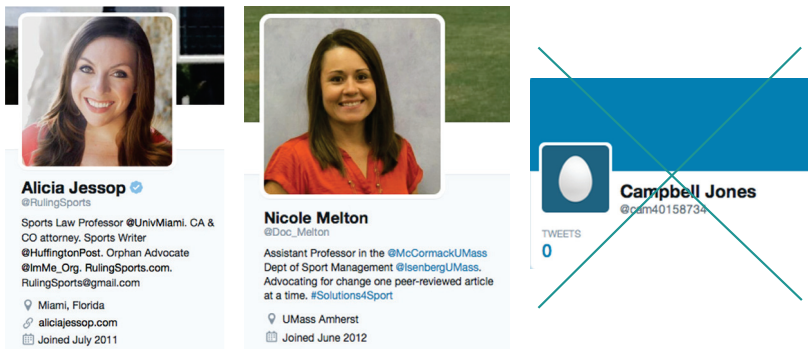 Alicia Jessop
@RulingSports
Sports Law Professor @UnivMiami. CA &
CO attorney. Sports Writer
@HuffingtonPost. Orphan Advocate
@ImMe_Org. RulingSports.com.
RulingSports@gmail.com
Miami, Florida
aliciajessop.com
Joined July 2011
Nicole Melton
@Doc_Melton
Assistant Professor in the @McCormackUMass
Dept of Sport Management @IsenbergUMass.
Advocating for change one peer-reviewed article
at a time. #Solutions4Sport
UMass Amherst
Joined June 2012
Campbell Jones
@cam40158734
TWEETS
0